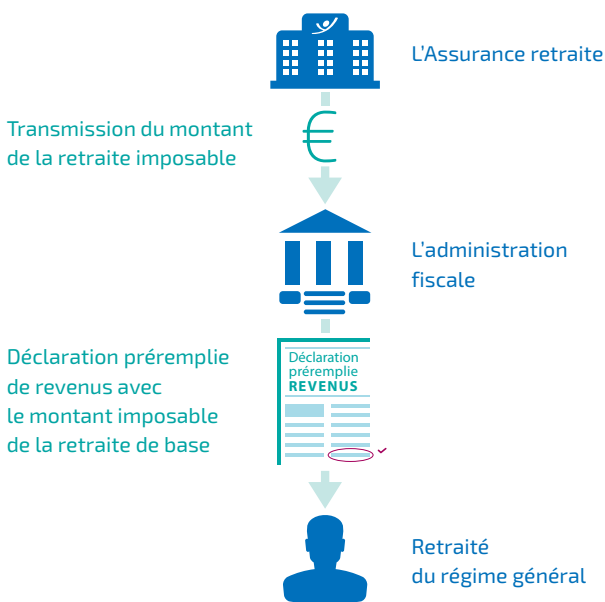 L'Assurance retraite
Transmission du montant
de la retraite imposable
€
L'administration
fiscale
Déclaration préremplie
de revenus avec
le montant imposable
de la retraite de base
Déclaration
préremplie
REVENUS
Retraité
du régime général